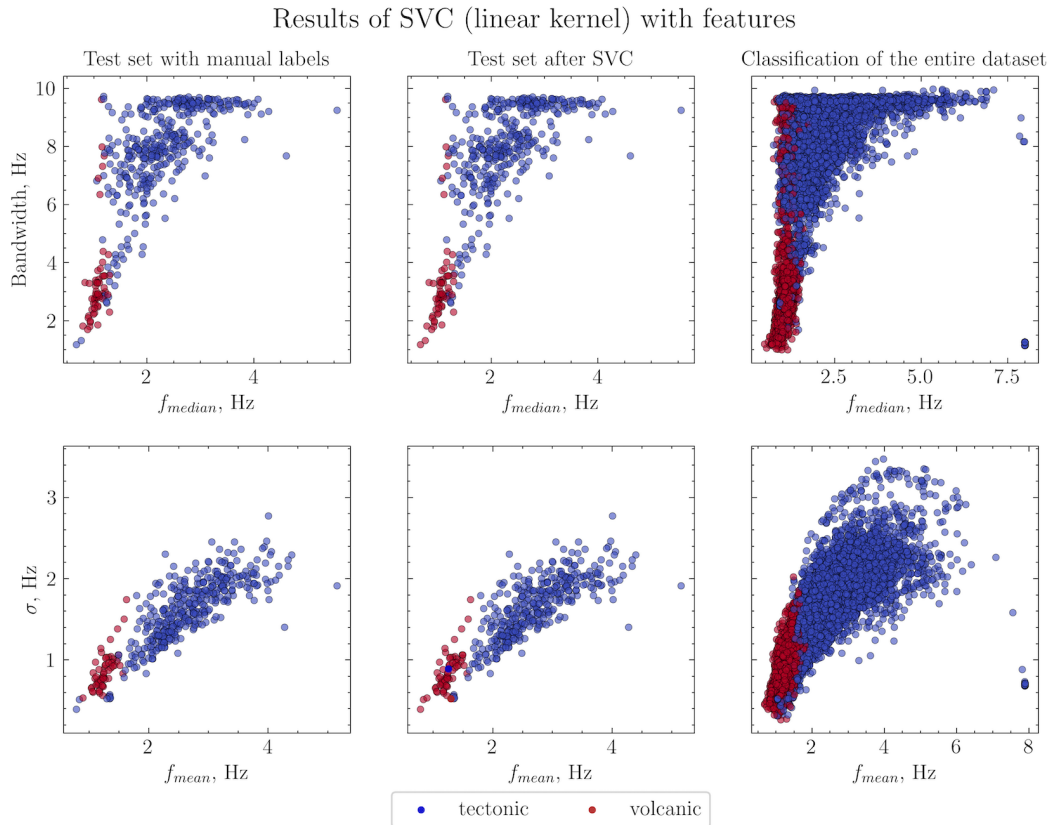 Results of SVC (linear kernel) with features
Test set with manual labels
Test set after SVC
Classification of the entire dataset
Bandwidth, Hz
10
8
6
4
2
2 4
2 4
2.5 5.0 7.5
f_median, Hz
f_median, Hz
f_median, Hz
σ, Hz
3
2
1
2 4
2 4
2 4 6 8
f_mean, Hz
f_mean, Hz
f_mean, Hz
tectonic
volcanic